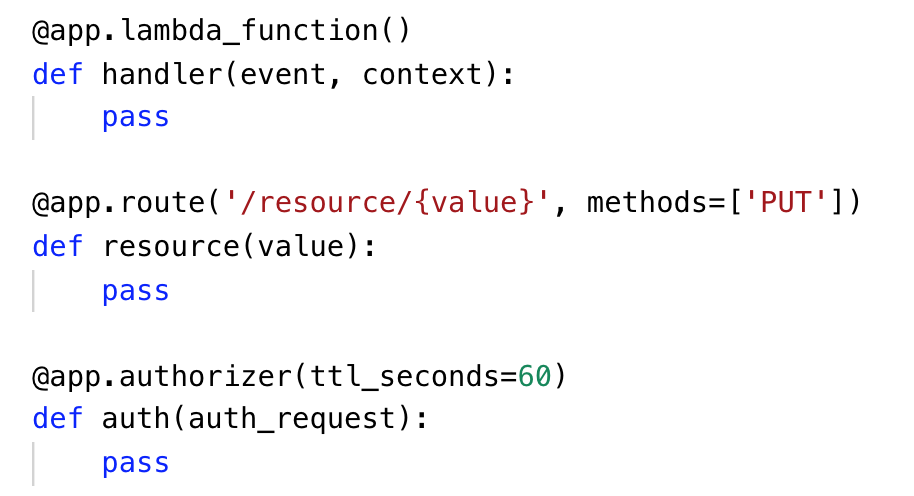 @app.lambda_function()
def handler(event, context):
    pass

@app.route('/resource/{value}', methods=['PUT'])
def resource(value):
    pass

@app.authorizer(ttl_seconds=60)
def auth(auth_request):
    pass